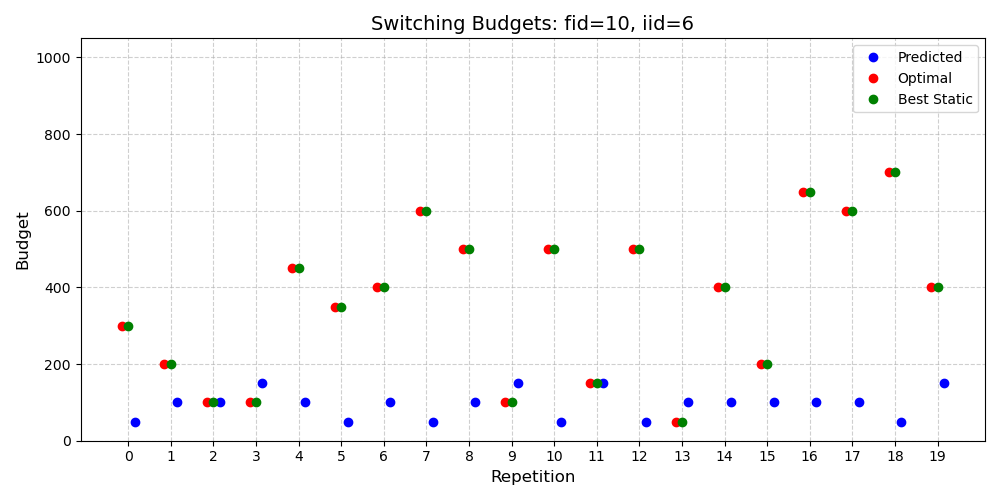 Switching Budgets: fid=10, iid=6
Predicted
Optimal
Best Static
1000
800
600
400
200
0
Budget
0 1 2 3 4 5 6 7 8 9 10 11 12 13 14 15 16 17 18 19
Repetition